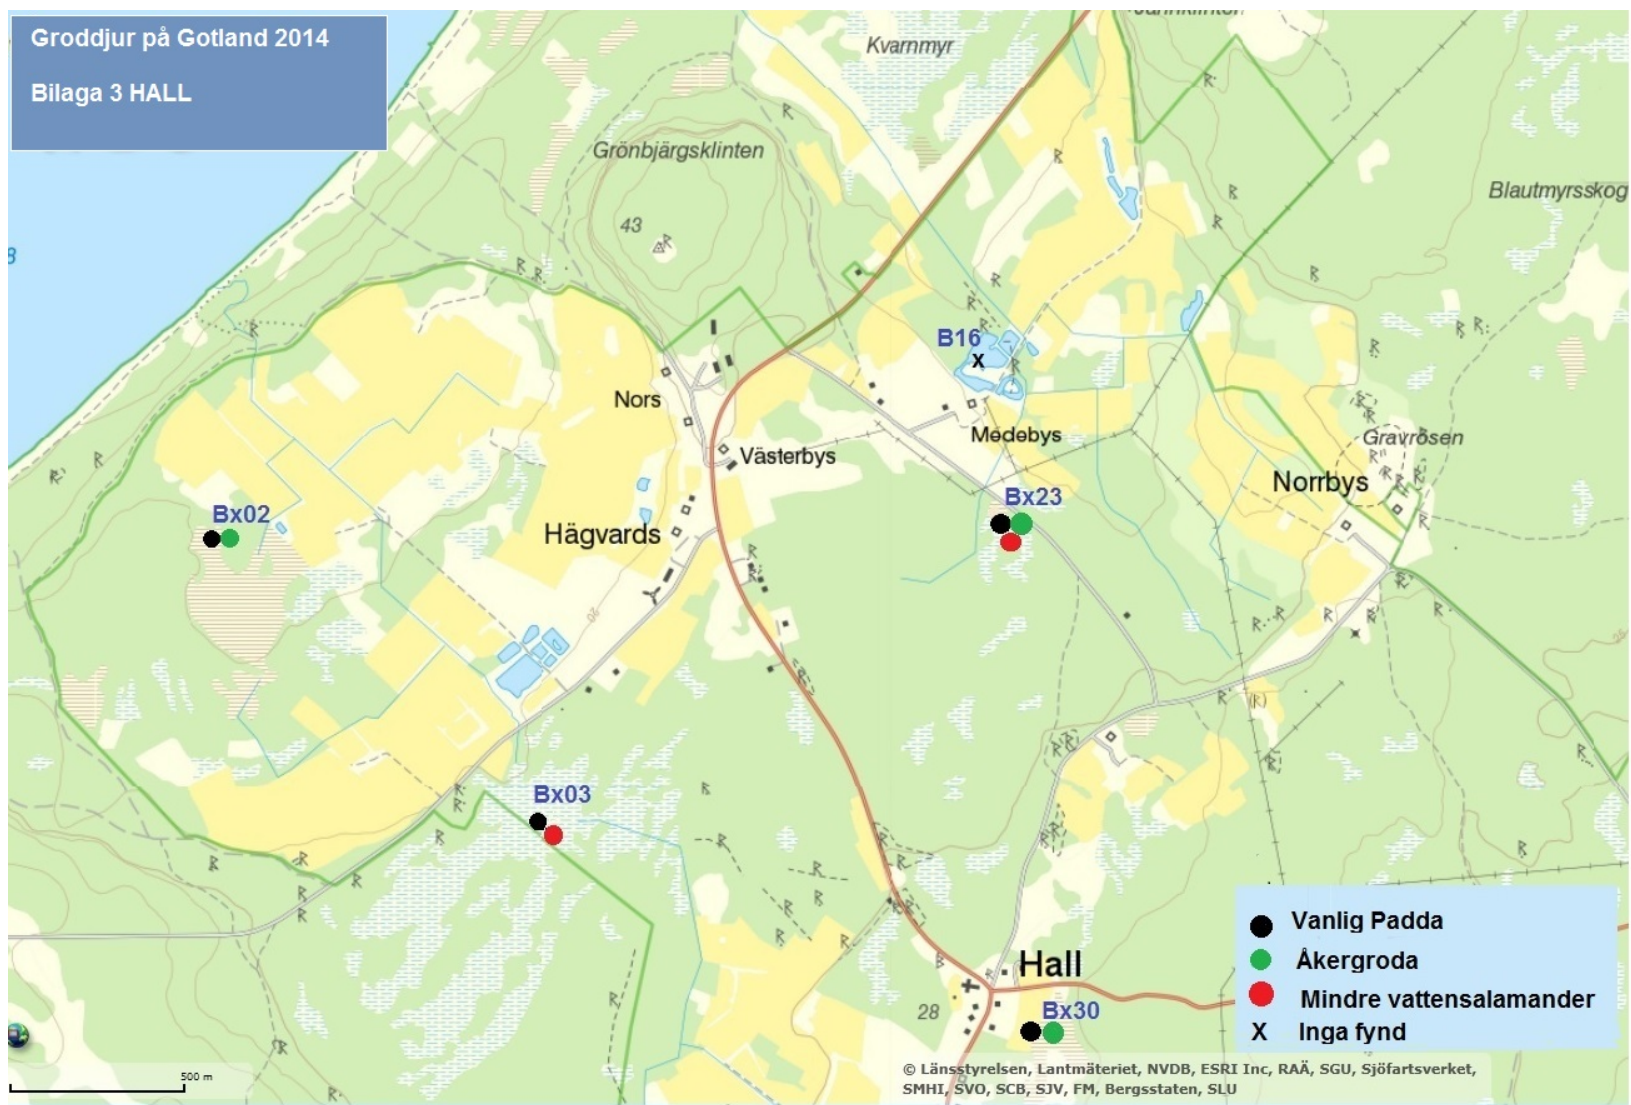 Groddjur på Gotland 2014
Bilaga 3 HALL
Kvarnmyr
Grönbjärgsklinten
43
Blautmyrsskog
8
B16
X
Nors
Medebys
Västerbys
Gravrösen
Norrbys
Bx02
Bx23
Hägvards
20
Bx03
Hall
28
Bx30
Vanlig Padda
Åkergroda
Mindre vattensalamander
X Inga fynd
500 m
© Länsstyrelsen, Lantmäteriet, NVDB, ESRI Inc, RAÄ, SGU, Sjöfartsverket,
SMHI, SVO, SCB, SJV, FM, Bergsstaten, SLU